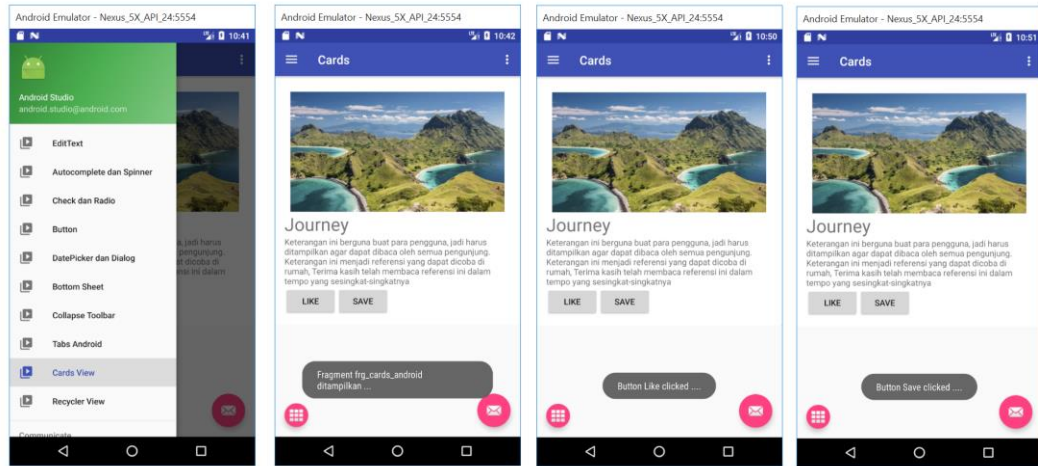 Android Emulator - Nexus_5X_API_24:5554
10:41
Android Studio
android.studio@android.com
EditText
Autocomplete dan Spinner
Check dan Radio
Button
DatePicker dan Dialog
Bottom Sheet
Collapse Toolbar
Tabs Android
Cards View
Recycler View
Communicate
Android Emulator - Nexus_5X_API_24:5554
10:42
Cards
Journey
Keterangan ini berguna buat para pengguna, jadi harus
ditampilkan agar dapat dibaca oleh semua pengunjung.
Keterangan ini menjadi referensi yang dapat dicoba di
rumah, Terima kasih telah membaca referensi ini dalam
tempo yang sesingkat-singkatnya
LIKE SAVE
Fragment frg_cards_android
ditampilkan ...
Android Emulator - Nexus_5X_API_24:5554
10:50
Cards
Journey
Keterangan ini berguna buat para pengguna, jadi harus
ditampilkan agar dapat dibaca oleh semua pengunjung.
Keterangan ini menjadi referensi yang dapat dicoba di
rumah, Terima kasih telah membaca referensi ini dalam
tempo yang sesingkat-singkatnya
LIKE SAVE
Button Like clicked ....
Android Emulator - Nexus_5X_API_24:5554
10:51
Cards
Journey
Keterangan ini berguna buat para pengguna, jadi harus
ditampilkan agar dapat dibaca oleh semua pengunjung.
Keterangan ini menjadi referensi yang dapat dicoba di
rumah, Terima kasih telah membaca referensi ini dalam
tempo yang sesingkat-singkatnya
LIKE SAVE
Button Save clicked ....